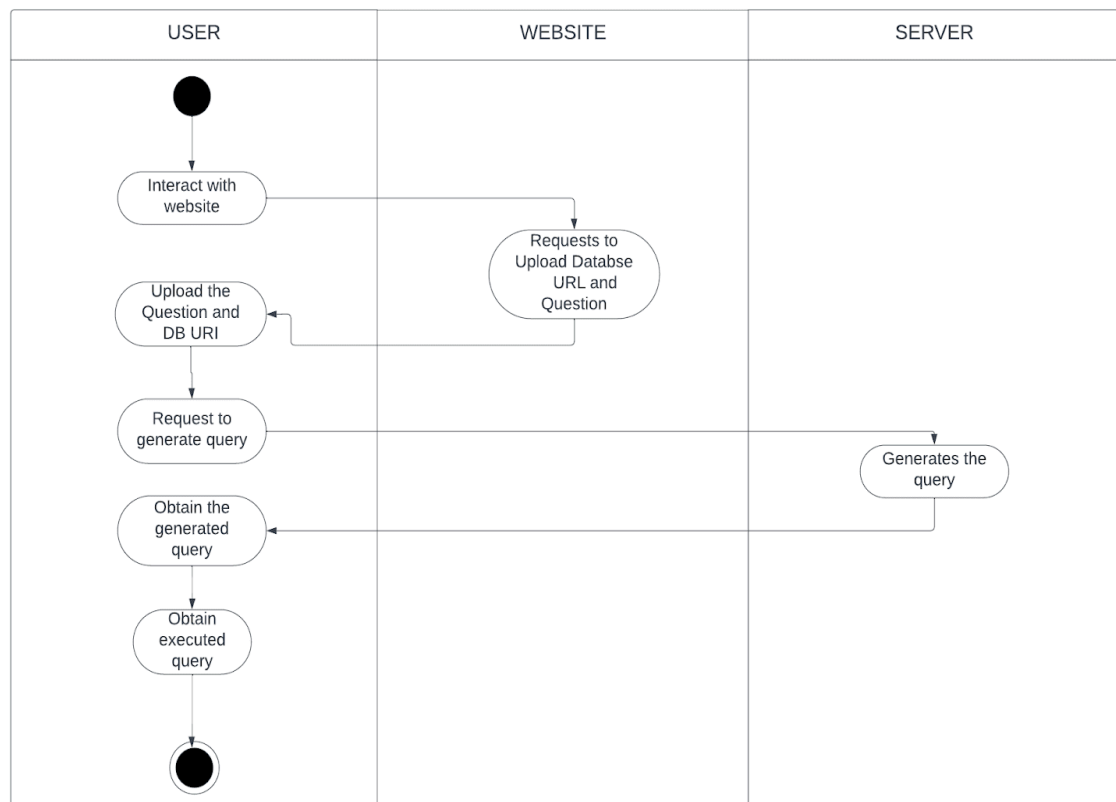 USER
WEBSITE
SERVER
Interact with
website
Requests to
Upload Databse
URL and
Question
Upload the
Question and
DB URI
Request to
generate query
Generates the
query
Obtain the
generated
query
Obtain
executed
query